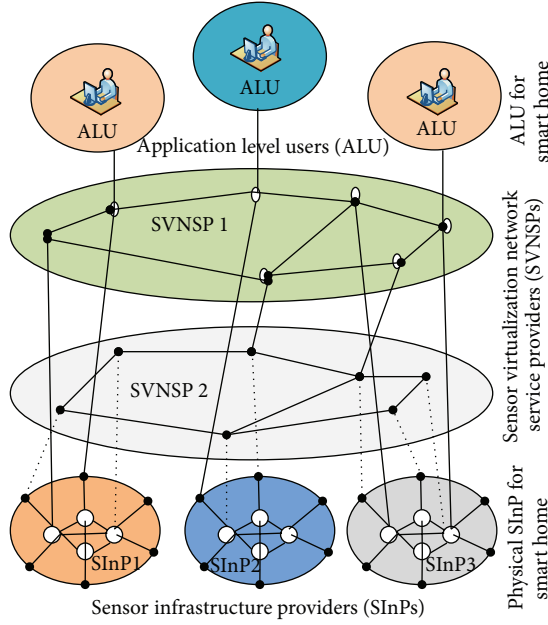 ALU
ALU
ALU
Application level users (ALU)
ALU for
smart home
SVNSP 1
Sensor virtualization network
service providers (SVNSPs)
SVNSP 2
SInP1
SInP2
SInP3
Physical SInP for
smart home
Sensor infrastructure providers (SInPs)